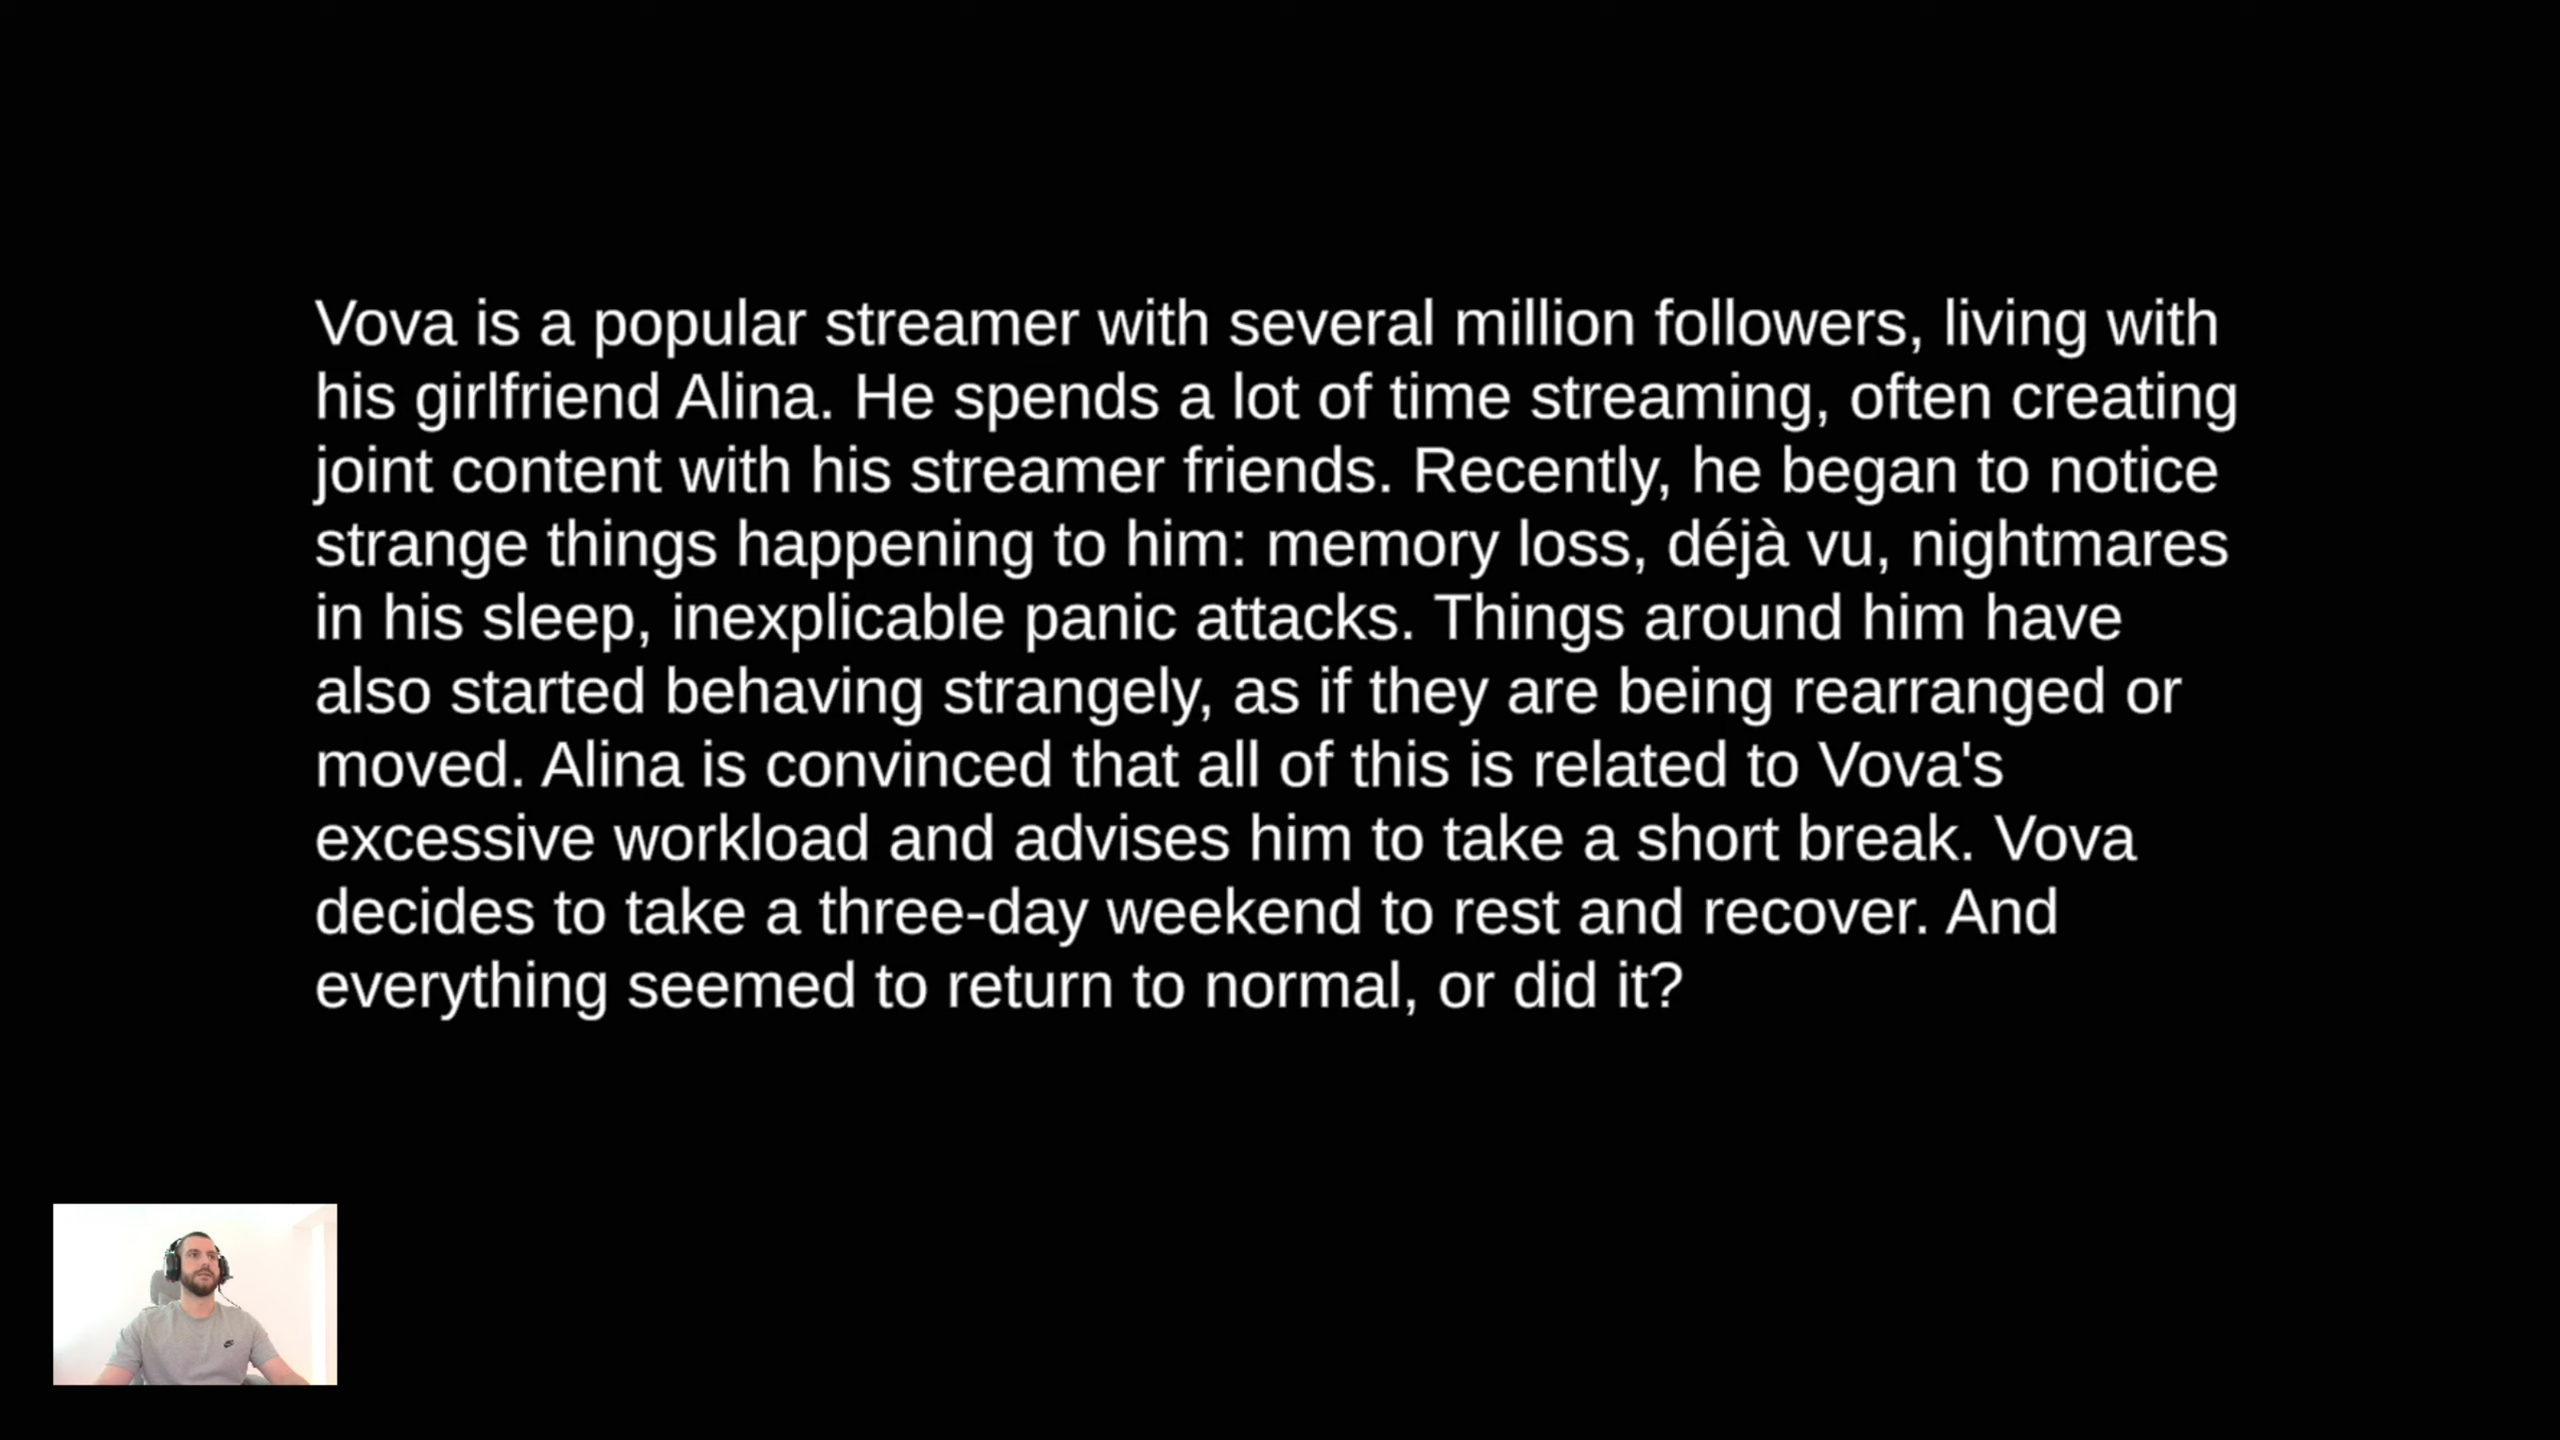 Vova is a popular streamer with several million followers, living with
his girlfriend Alina. He spends a lot of time streaming, often creating
joint content with his streamer friends. Recently, he began to notice
strange things happening to him: memory loss, déjà vu, nightmares
in his sleep, inexplicable panic attacks. Things around him have
also started behaving strangely, as if they are being rearranged or
moved. Alina is convinced that all of this is related to Vova's
excessive workload and advises him to take a short break. Vova
decides to take a three-day weekend to rest and recover. And
everything seemed to return to normal, or did it?